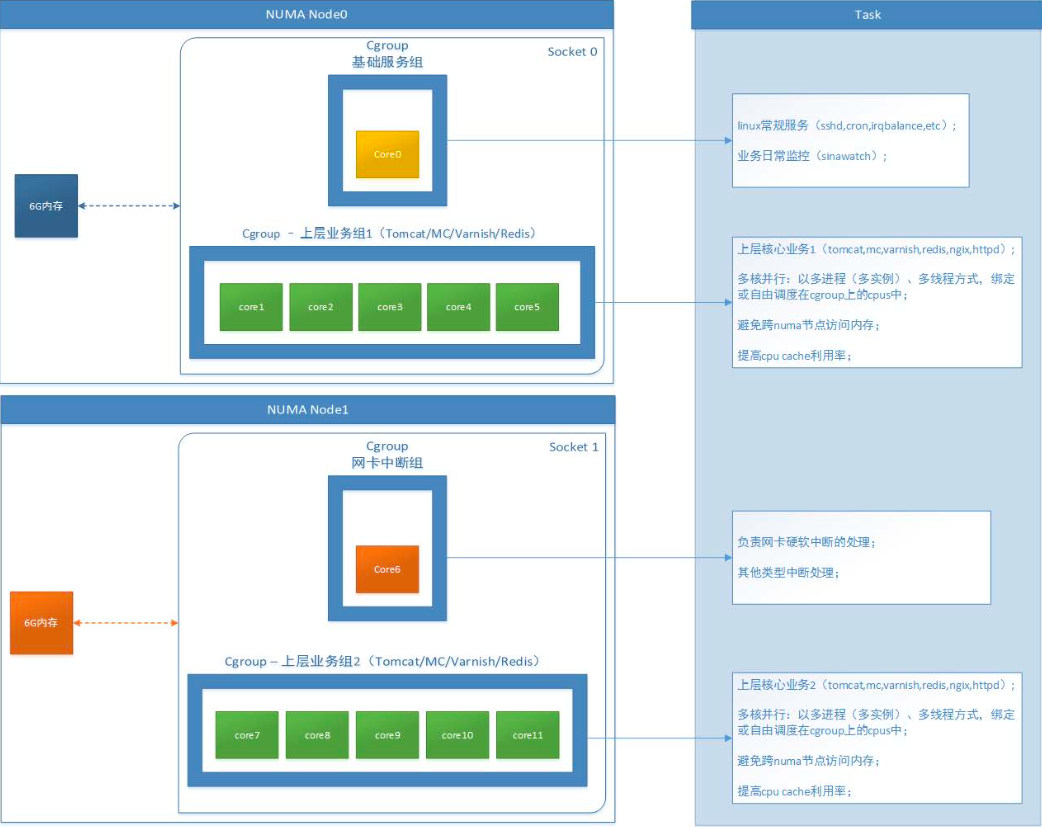 NUMA Node0
Cgroup
基础服务组
Socket 0
Core0
6G内存
Cgroup - 上层业务组1（Tomcat/MC/Varnish/Redis）
core1
core2
core3
core4
core5
NUMA Node1
Cgroup
网卡中断组
Socket 1
Core6
6G内存
Cgroup – 上层业务组2（Tomcat/MC/Varnish/Redis）
core7
core8
core9
core10
core11
Task
linux常规服务（sshd,cron,irqbalance,etc）;
业务日常监控（sinawatch）;
上层核心业务1（tomcat,mc,varnish,redis,ngix,httpd）;
多核并行：以多进程（多实例）、多线程方式，绑定
或自由调度在cgroup上的cpus中;
避免跨numa节点访问内存;
提高cpu cache利用率;
负责网卡硬软中断的处理;
其他类型中断处理;
上层核心业务2（tomcat,mc,varnish,redis,ngix,httpd）;
多核并行：以多进程（多实例）、多线程方式，绑定
或自由调度在cgroup上的cpus中;
避免跨numa节点访问内存;
提高cpu cache利用率;